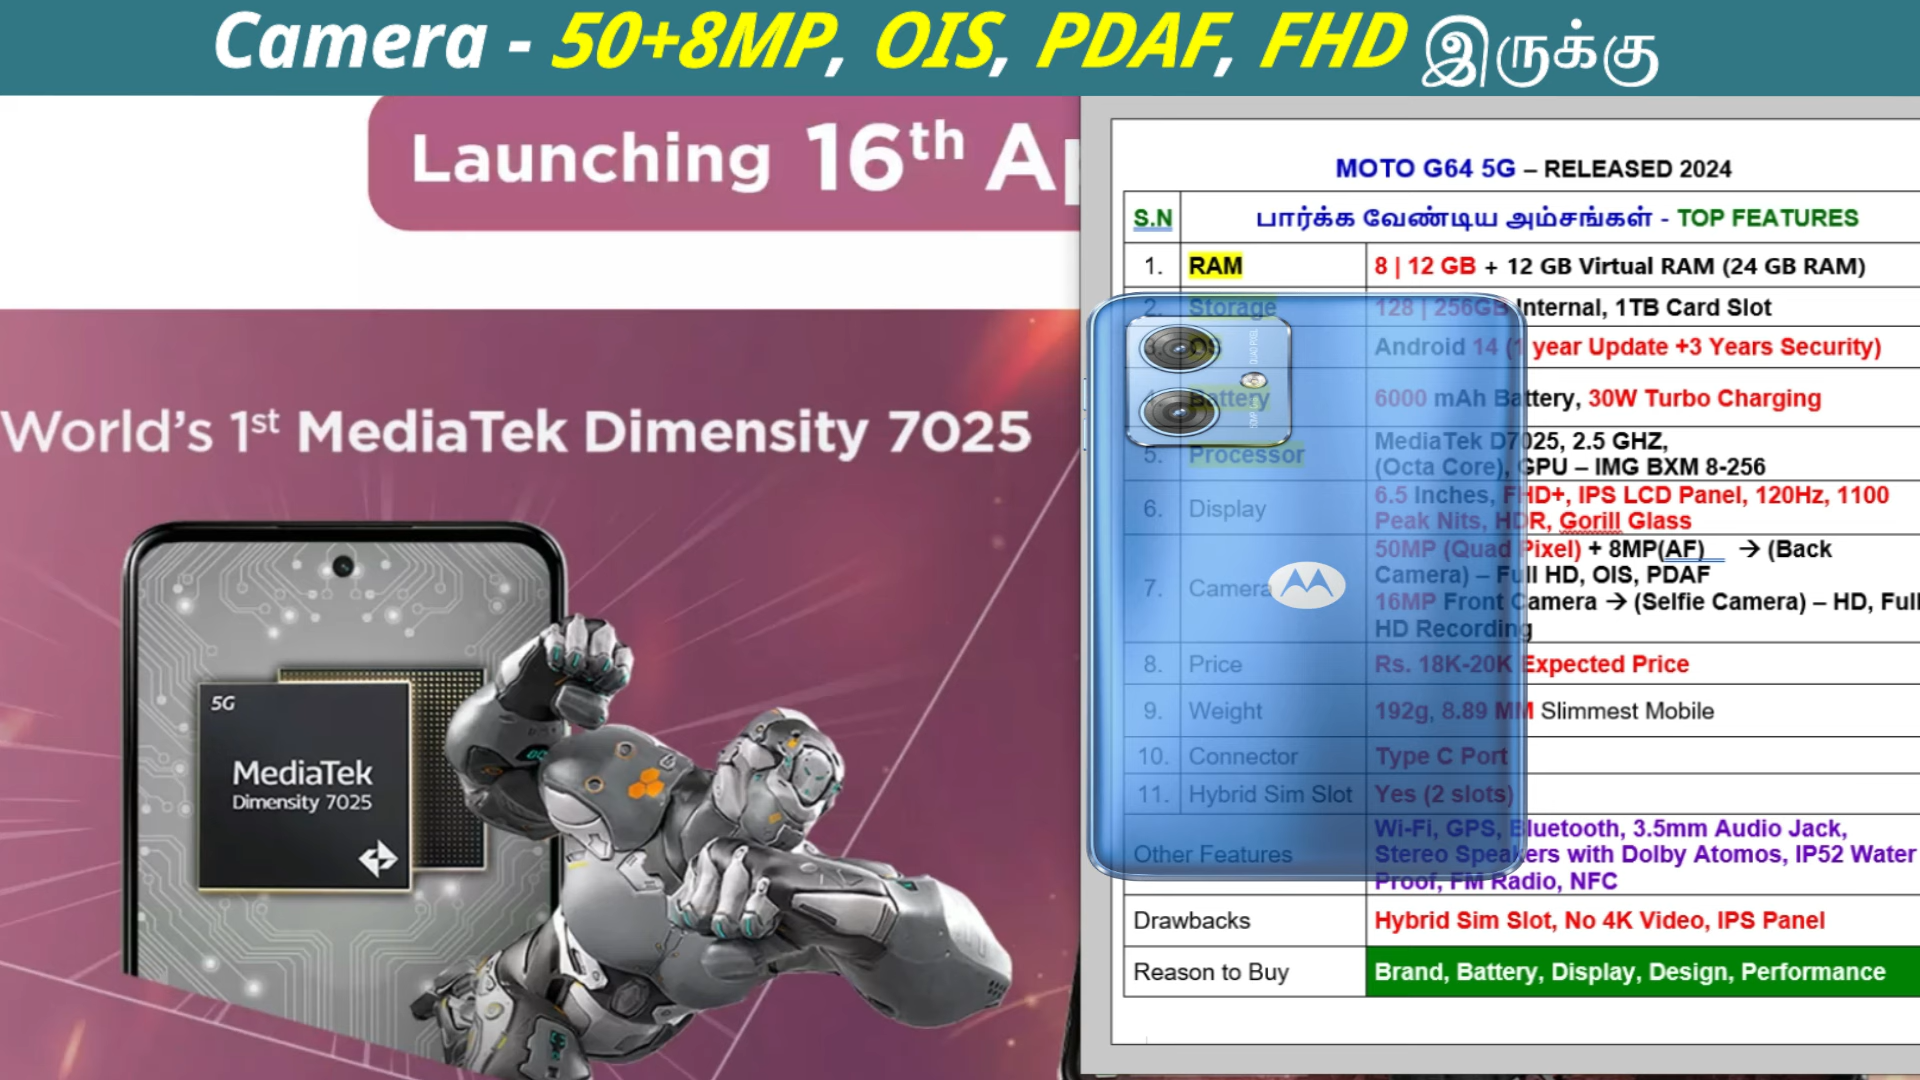 Camera - 50+8MP, OIS, PDAF, FHD இருக்கு
Launching 16th Ap
World's 1st MediaTek Dimensity 7025
5G
MediaTek
Dimensity 7025
MOTO G64 5G – RELEASED 2024
S.N பார்க்க வேண்டிய அம்சங்கள் - TOP FEATURES
1. RAM 8 | 12 GB + 12 GB Virtual RAM (24 GB RAM)
2. Storage 128 | 256GB Internal, 1TB Card Slot
3. OS Android 14 (1 year Update +3 Years Security)
4. Battery 6000 mAh Battery, 30W Turbo Charging
5. Processor MediaTek D7025, 2.5 GHZ,
(Octa Core), GPU – IMG BXM 8-256
6. Display 6.5 Inches, FHD+, IPS LCD Panel, 120Hz, 1100
Peak Nits, HDR, Gorill Glass
7. Camera 50MP (Quad Pixel) + 8MP(AF) → (Back
Camera) – Full HD, OIS, PDAF
16MP Front Camera → (Selfie Camera) – HD, Full
HD Recording
8. Price Rs. 18K-20K Expected Price
9. Weight 192g, 8.89 MM Slimmest Mobile
10. Connector Type C Port
11. Hybrid Sim Slot Yes (2 slots)
Other Features Wi-Fi, GPS, Bluetooth, 3.5mm Audio Jack,
Stereo Speakers with Dolby Atomos, IP52 Water
Proof, FM Radio, NFC
Drawbacks Hybrid Sim Slot, No 4K Video, IPS Panel
Reason to Buy Brand, Battery, Display, Design, Performance